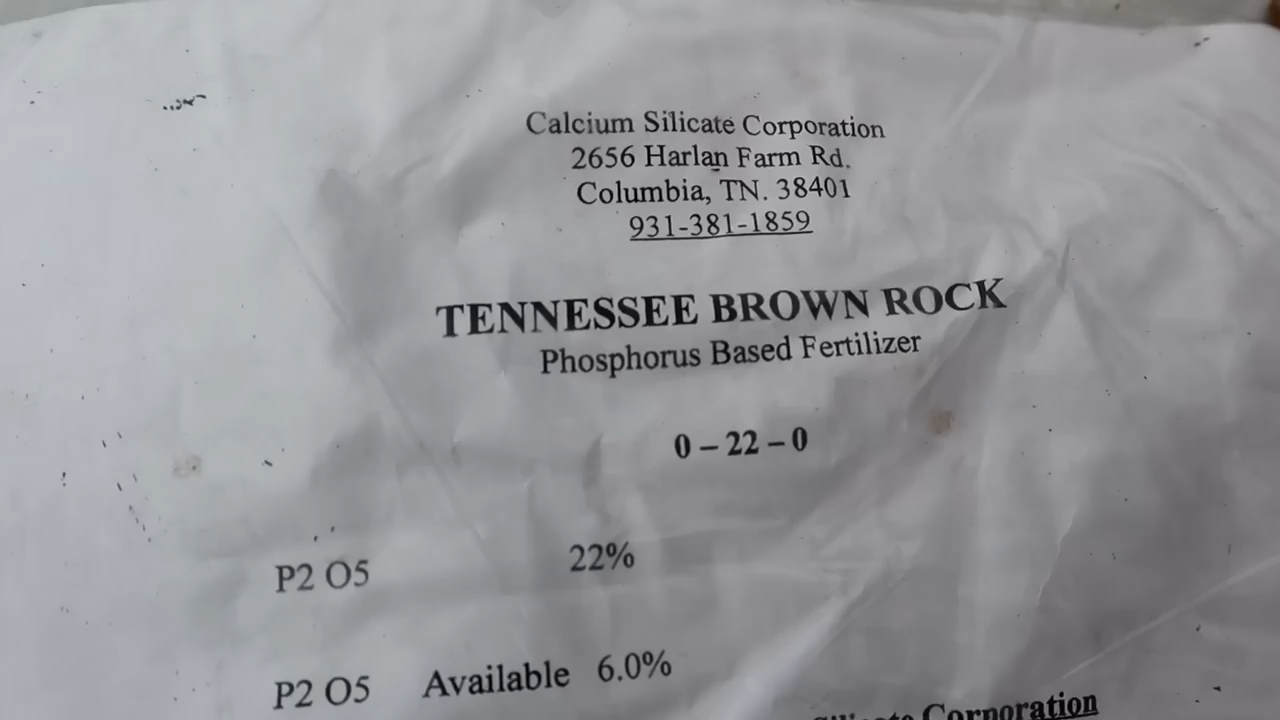 Calcium Silicate Corporation
2656 Harlan Farm Rd.
Columbia, TN. 38401
931-381-1859
TENNESSEE BROWN ROCK
Phosphorus Based Fertilizer
0 – 22 – 0
P2 O5 22%
P2 O5 Available 6.0%
Corporation